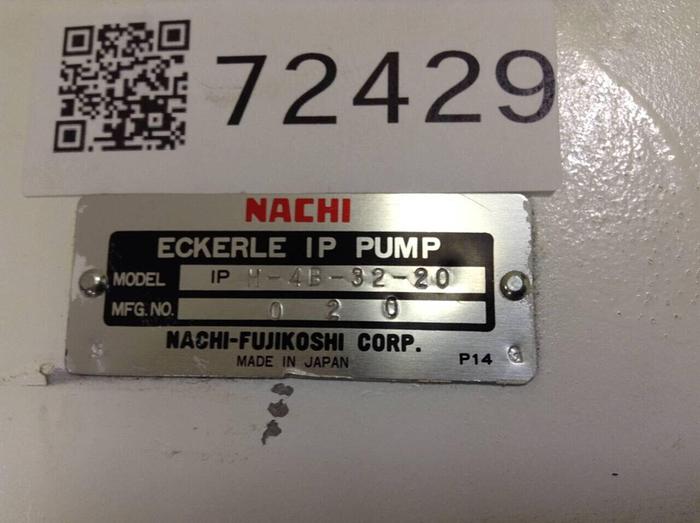 72429
NACHI
ECKERLE IP PUMP
MODEL IP H-4B-32-20
MFG. NO. 0 2 0
NACHI-FUJIKOSHI CORP.
MADE IN JAPAN P14